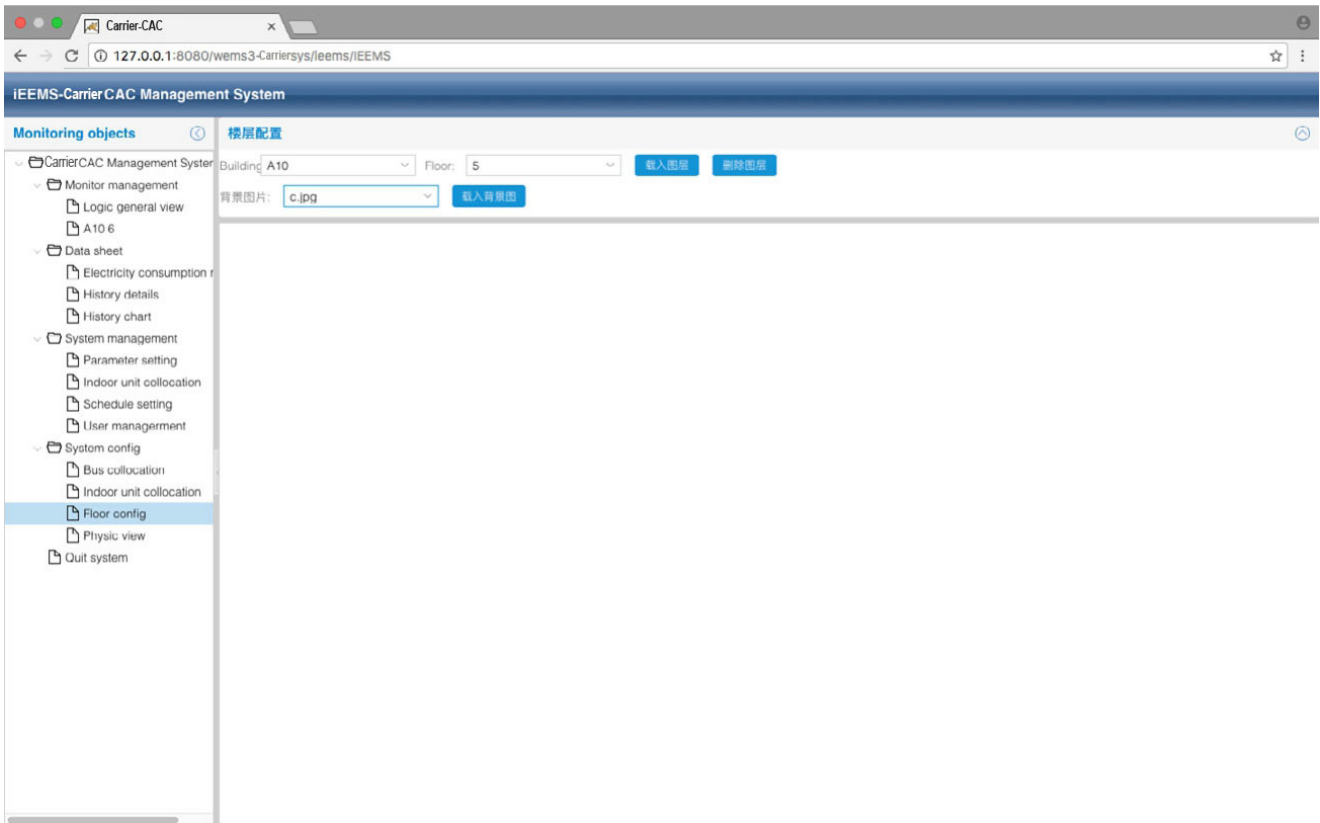 Carrier-CAC
127.0.0.1:8080/wems3-Carriersys/ieems/IEEMS
iEEMS-Carrier CAC Management System
Monitoring objects
楼层配置
CarrierCAC Management Syster
Building A10 Floor: 5 载入图层 删除图层
Monitor management
背景图片: c.jpg 载入背景图
Logic general view
A10 6
Data sheet
Electricity consumption r
History details
History chart
System management
Parameter setting
Indoor unit collocation
Schedule setting
User managerment
System config
Bus collocation
Indoor unit collocation
Floor config
Physic view
Quit system